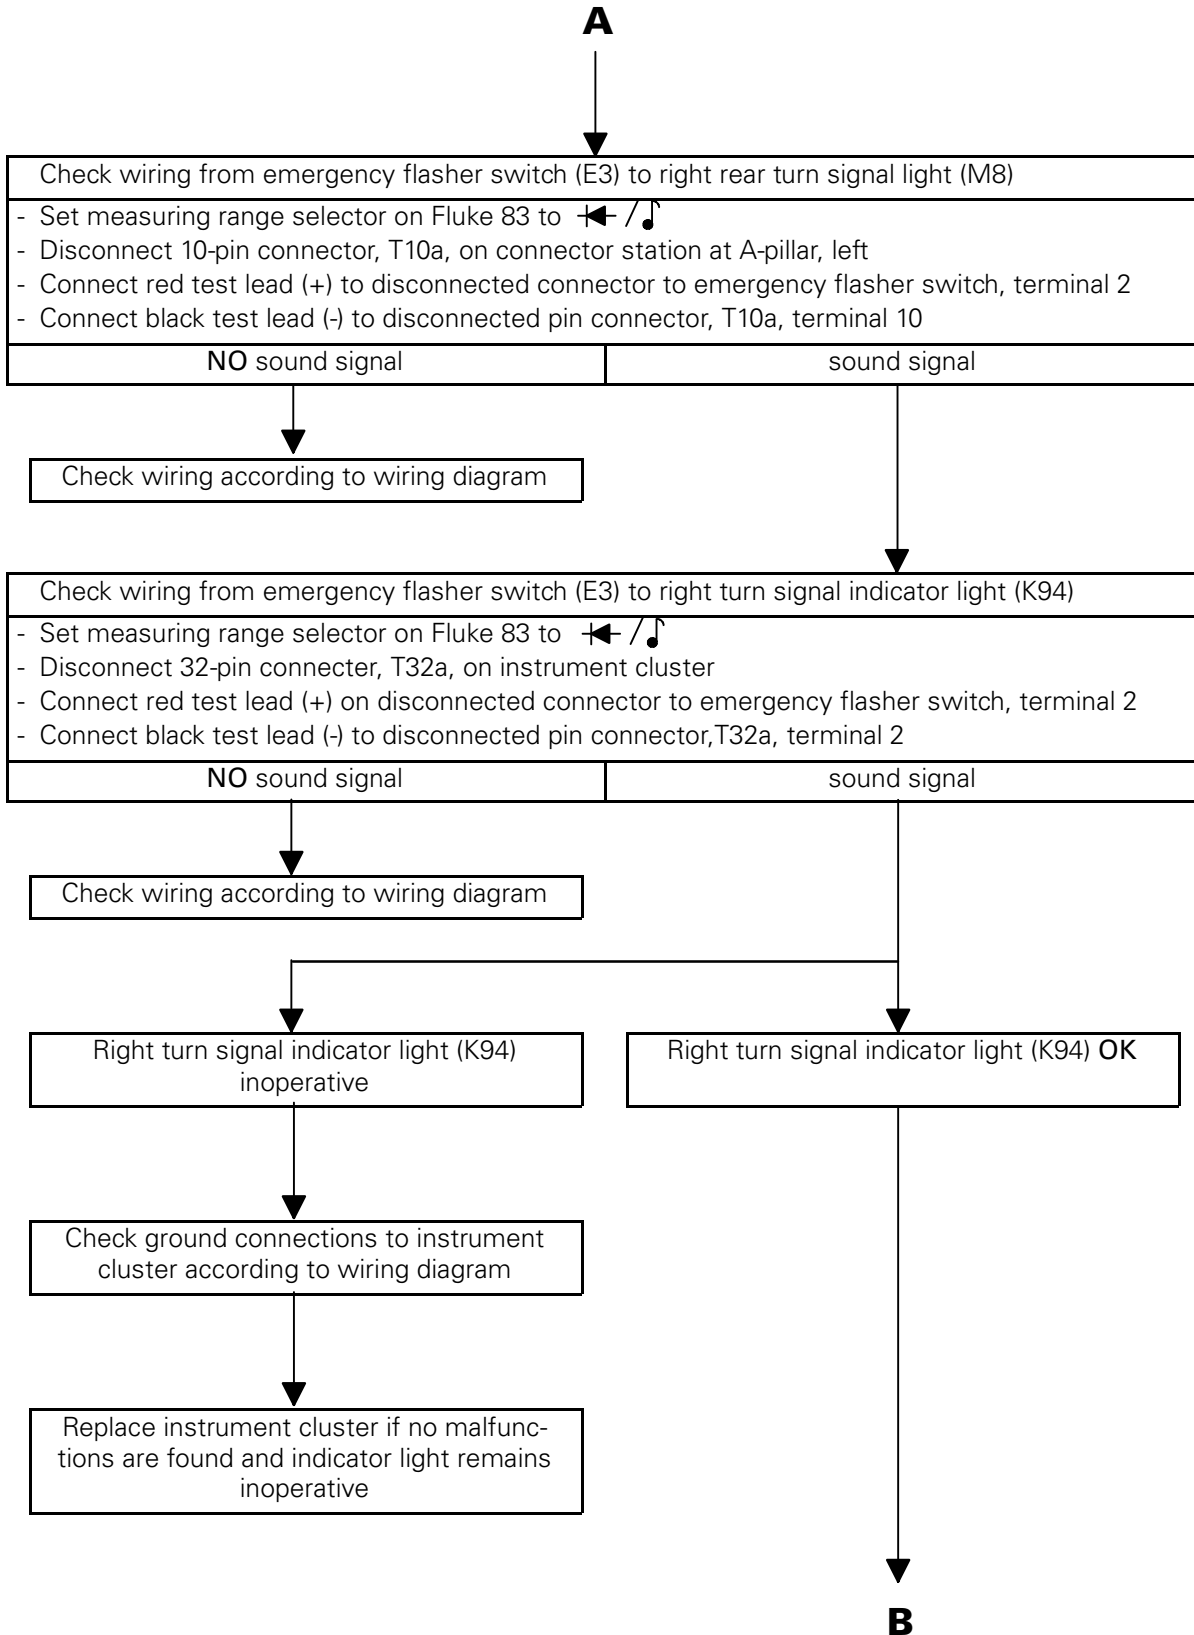 A
Check wiring from emergency flasher switch (E3) to right rear turn signal light (M8)
- Set measuring range selector on Fluke 83 to /♪
- Disconnect 10-pin connector, T10a, on connector station at A-pillar, left
- Connect red test lead (+) to disconnected connector to emergency flasher switch, terminal 2
- Connect black test lead (-) to disconnected pin connector, T10a, terminal 10
NO sound signal
sound signal
Check wiring according to wiring diagram
Check wiring from emergency flasher switch (E3) to right turn signal indicator light (K94)
- Set measuring range selector on Fluke 83 to /♪
- Disconnect 32-pin connecter, T32a, on instrument cluster
- Connect red test lead (+) on disconnected connector to emergency flasher switch, terminal 2
- Connect black test lead (-) to disconnected pin connector,T32a, terminal 2
NO sound signal
sound signal
Check wiring according to wiring diagram
Right turn signal indicator light (K94)
inoperative
Right turn signal indicator light (K94) OK
Check ground connections to instrument
cluster according to wiring diagram
Replace instrument cluster if no malfunc-
tions are found and indicator light remains
inoperative
B